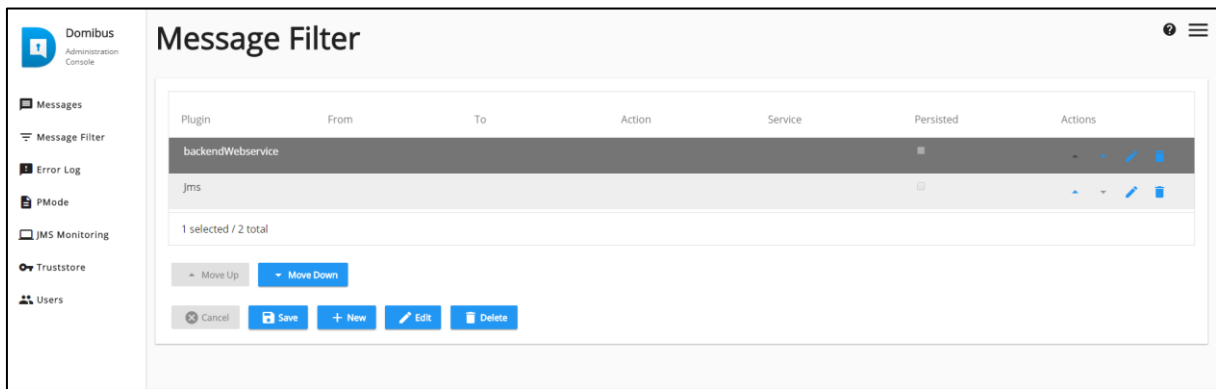 Domibus
Administration
Console
Messages
Message Filter
Error Log
PMode
JMS Monitoring
Truststore
Users
Message Filter
Plugin From To Action Service Persisted Actions
backendWebservice
Jms
1 selected / 2 total
Move Up Move Down
Cancel Save New Edit Delete